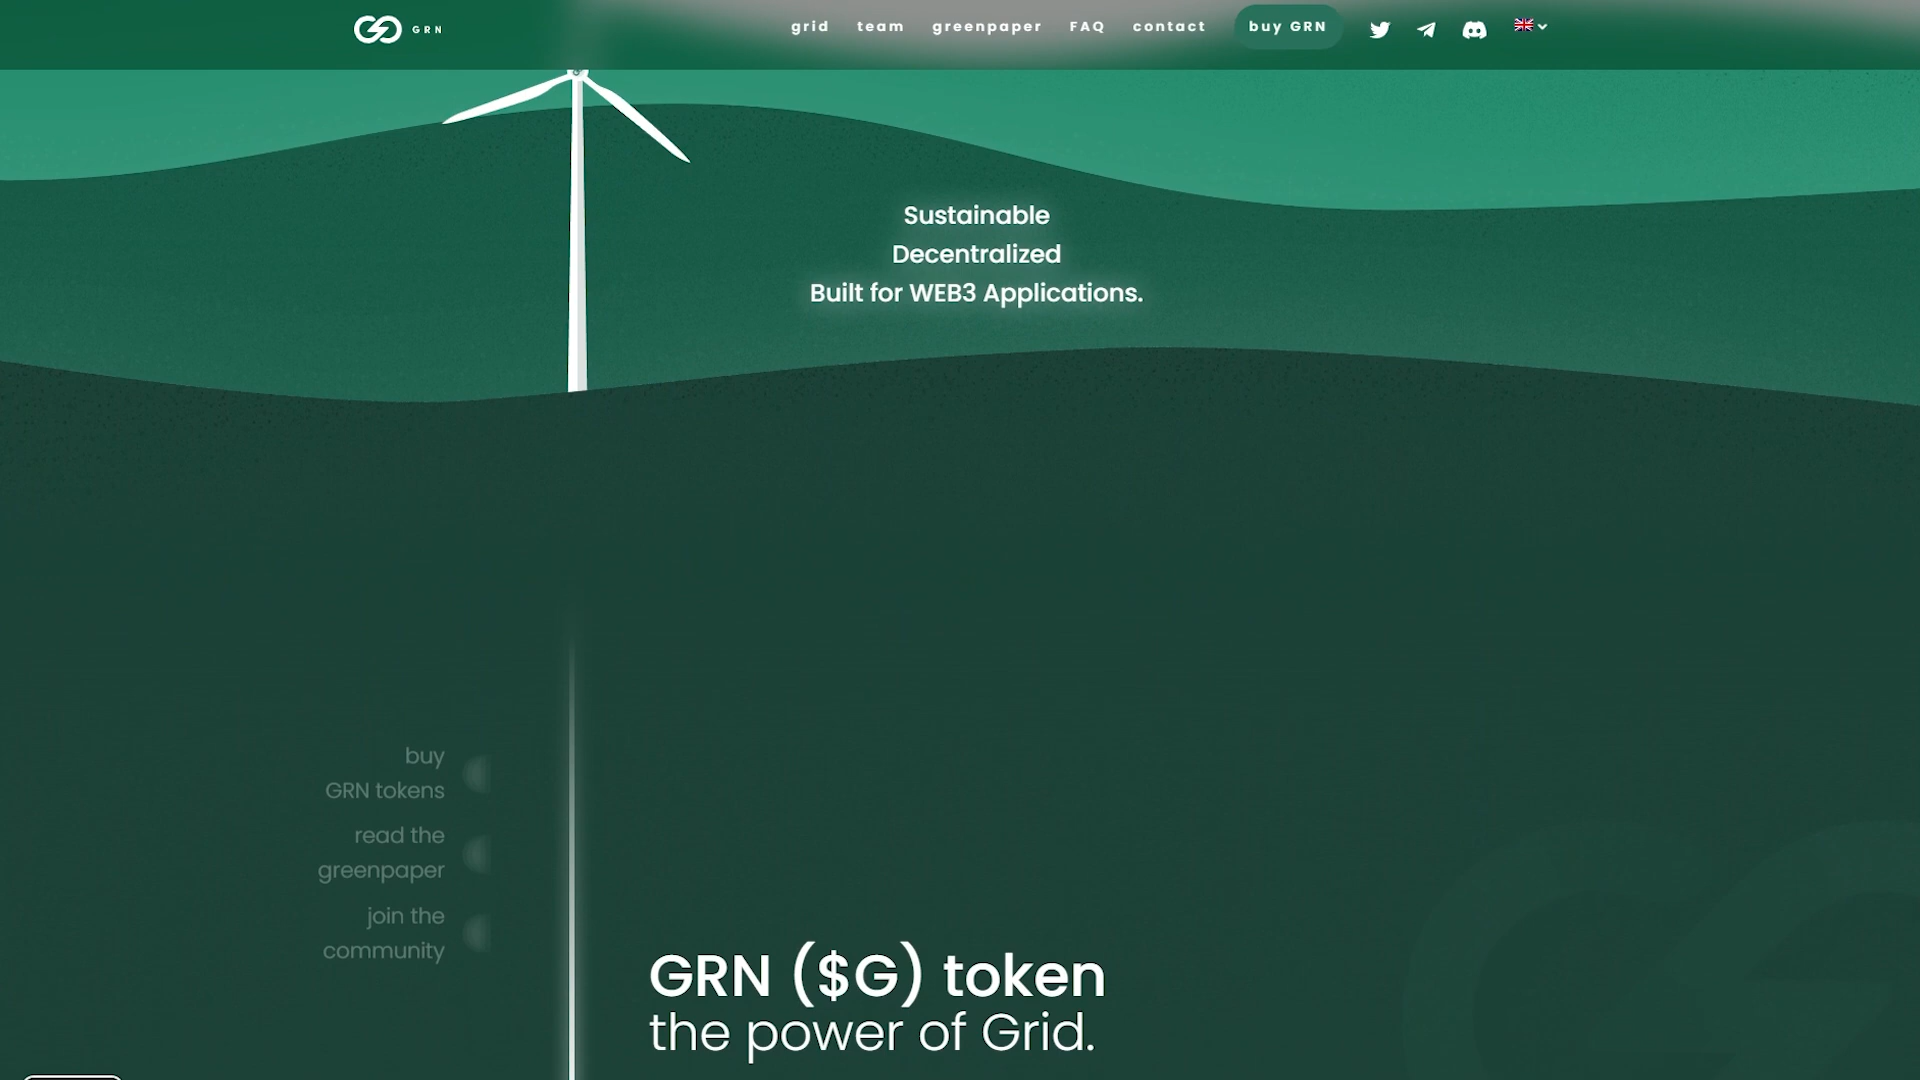 GRN
grid team greenpaper FAQ contact buy GRN
Sustainable
Decentralized
Built for WEB3 Applications.
buy
GRN tokens
read the
greenpaper
join the
community
GRN ($G) token
the power of Grid.